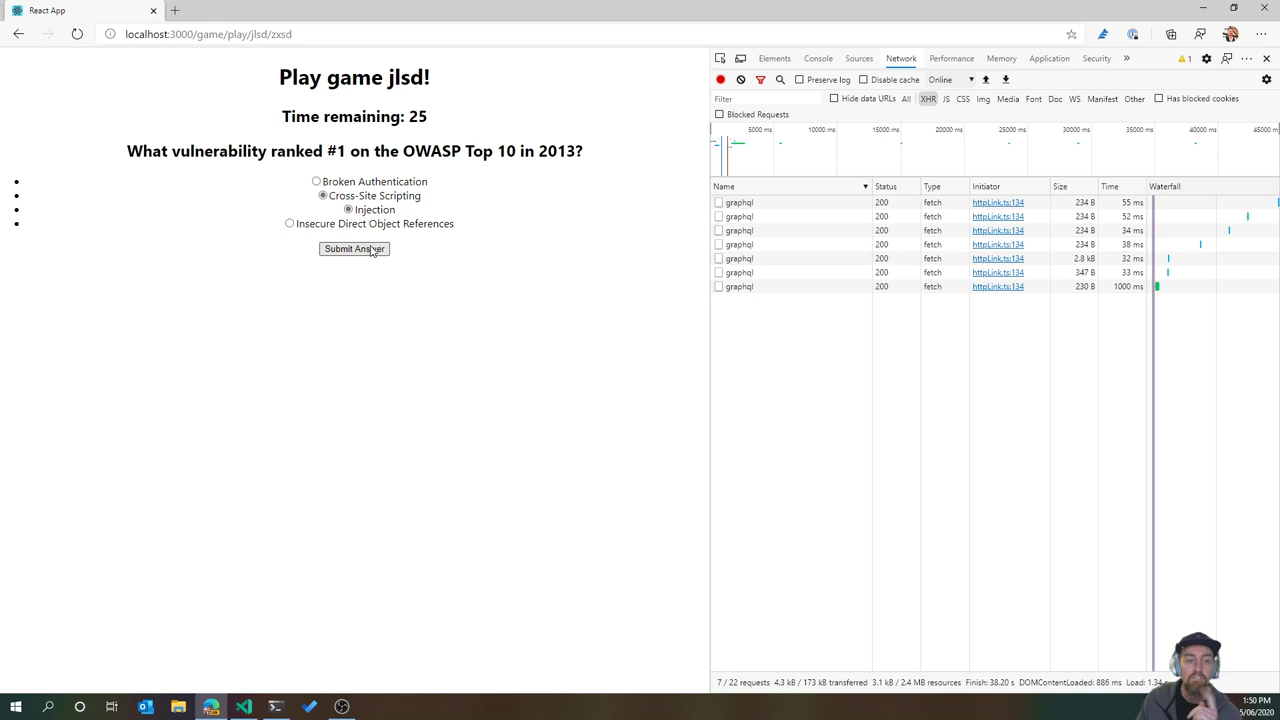 React App
localhost:3000/game/play/jlsd/zxsd
Play game jlsd!
Time remaining: 25
What vulnerability ranked #1 on the OWASP Top 10 in 2013?
Broken Authentication
Cross-Site Scripting
Injection
Insecure Direct Object References
Submit Answer
Elements Console Sources Network Performance Memory Application Security » 1
Preserve log Disable cache Online
Filter Hide data URLs All XHR JS CSS Img Media Font Doc WS Manifest Other Has blocked cookies
Blocked Requests
5000 ms 10000 ms 15000 ms 20000 ms 25000 ms 30000 ms 35000 ms 40000 ms 45000 ms
Name Status Type Initiator Size Time Waterfall
graphql 200 fetch httpLink.ts:134 234 B 55 ms
graphql 200 fetch httpLink.ts:134 234 B 52 ms
graphql 200 fetch httpLink.ts:134 234 B 34 ms
graphql 200 fetch httpLink.ts:134 234 B 38 ms
graphql 200 fetch httpLink.ts:134 2.8 kB 32 ms
graphql 200 fetch httpLink.ts:134 347 B 33 ms
graphql 200 fetch httpLink.ts:134 230 B 1000 ms
7 / 22 requests 4.3 kB / 173 kB transferred 3.1 kB / 2.4 MB resources Finish: 38.20 s DOMContentLoaded: 886 ms Load: 1.34
1:50 PM
5/06/2020